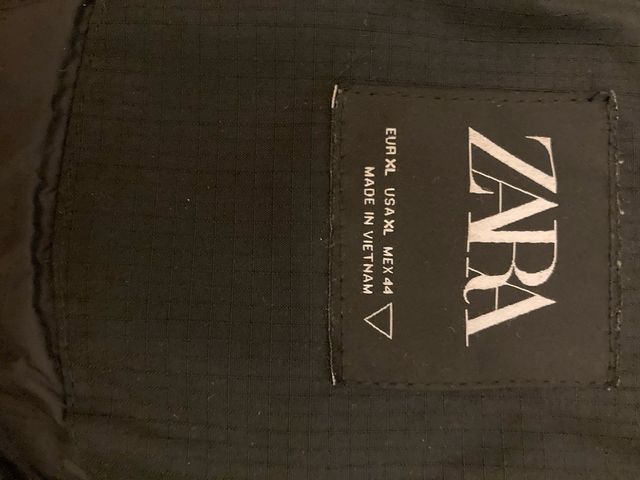 ZARA
EUR XL USA XL MEX 44
MADE IN VIETNAM